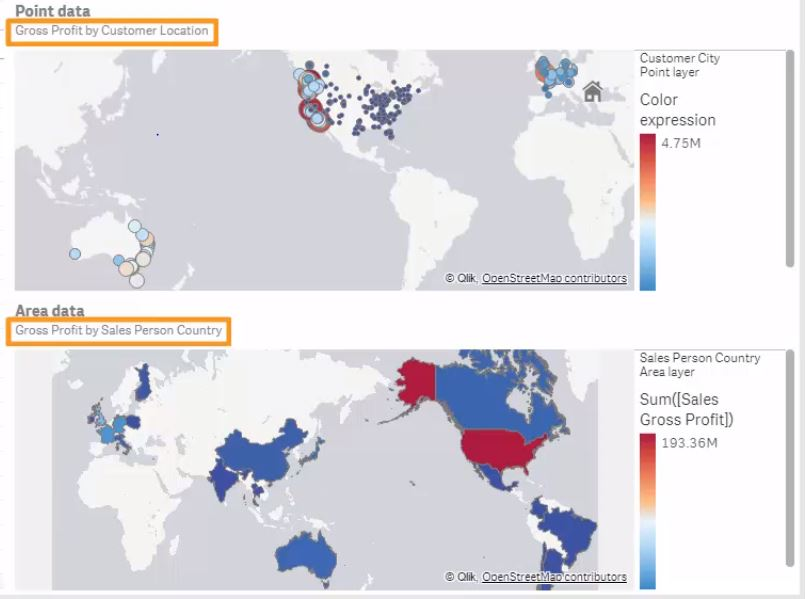 Point data
Gross Profit by Customer Location
Customer City
Point layer
Color
expression
4.75M
© Qlik, OpenStreetMap contributors
Area data
Gross Profit by Sales Person Country
Sales Person Country
Area layer
Sum([Sales
Gross Profit])
193.36M
© Qlik, OpenStreetMap contributors